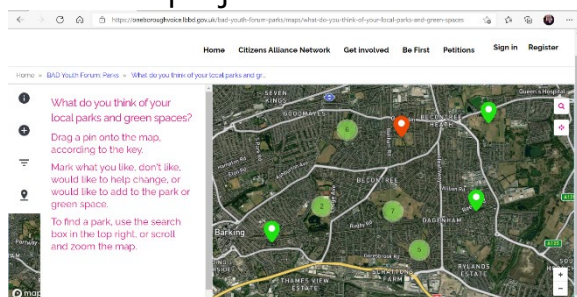 https://oneboroughvoice.lbbd.gov.uk/bad-youth-forum-parks/maps/what-do-you-think-of-your-local-parks-and-green-spaces
Home Citizens Alliance Network Get involved Be First Petitions Sign in Register
Home » BAD Youth Forum: Parks » What do you think of your local parks and gr...
What do you think of your
local parks and green spaces?
Drag a pin onto the map,
according to the key.
Mark what you like, don't like,
would like to help change, or
would like to add to the park or
green space.
To find a park, use the search
box in the top right, or scroll
and zoom the map.
SEVEN
KINGS
GOODMAYES
BECONTREE
HEATH
Queen's Hospital
BECONTREE
DAGENHAM
Barking
2
7
5
THAMES VIEW
ESTATE
SCRATTON
FARM
RYLANDS
ESTATE